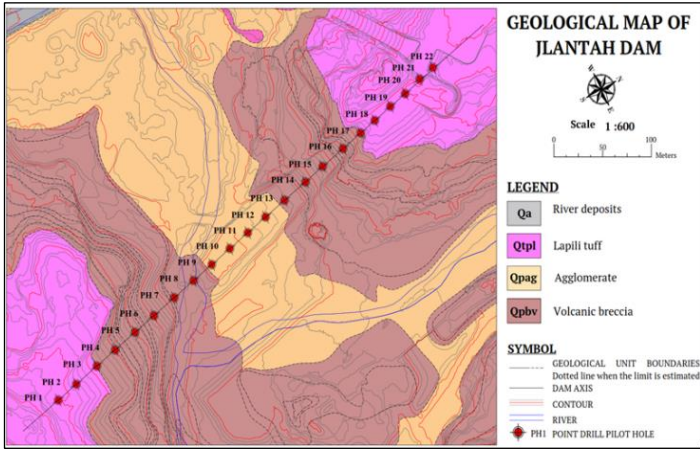 GEOLOGICAL MAP OF
JLANTAH DAM
Scale 1 :600
0 50 100
Meters
LEGEND
Qa River deposits
Qtpl Lapili tuff
Qpag Agglomerate
Qpbv Volcanic breccia
SYMBOL
GEOLOGICAL UNIT BOUNDARIES
Dotted line when the limit is estimated
DAM AXIS
CONTOUR
RIVER
PH1 POINT DRILL PILOT HOLE
PH 22
PH 21
PH 20
PH 19
PH 18
PH 17
PH 16
PH 15
PH 14
PH 13
PH 12
PH 11
PH 10
PH 9
PH 8
PH 7
PH 6
PH 5
PH 4
PH 3
PH 2
PH 1